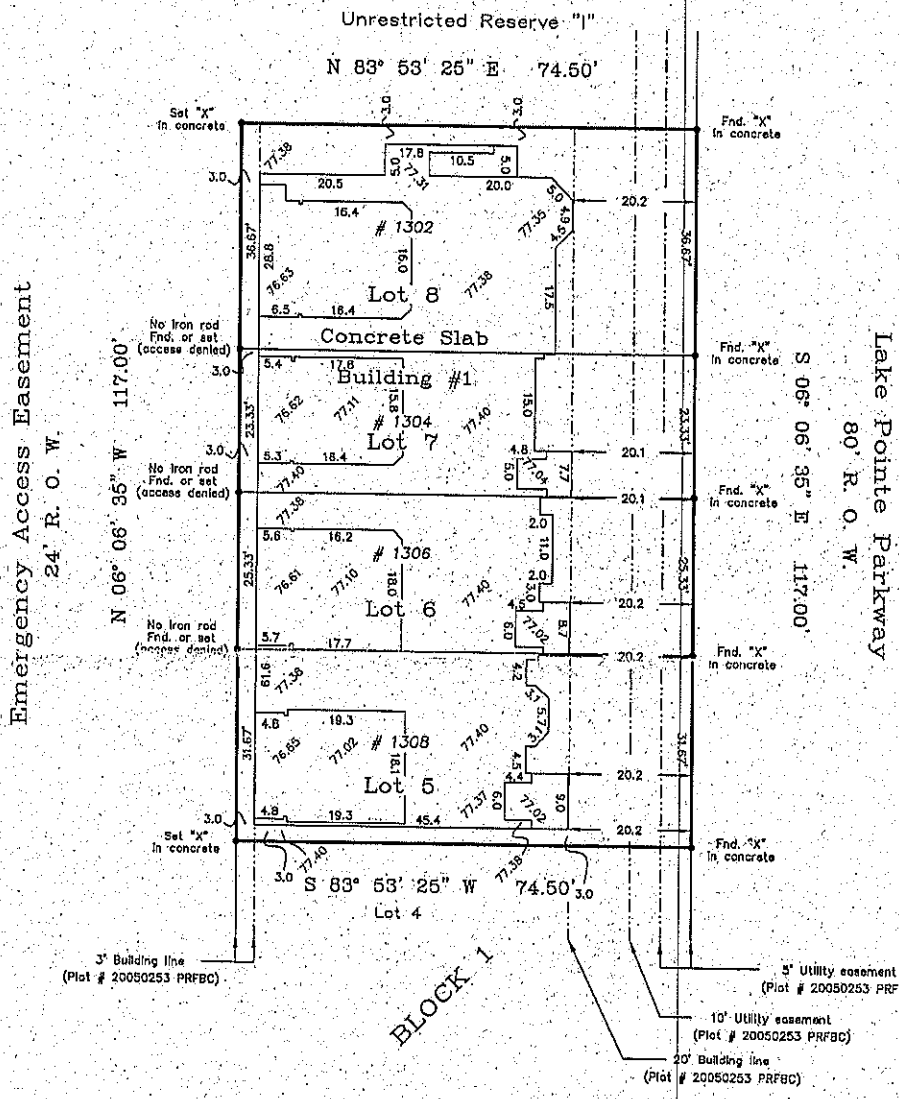 Unrestricted Reserve "I"
N 83° 53' 25" E 74.50'
Set "X"
in concrete
Fnd. "X"
in concrete
3.0
3.0
77.38
17.8
10.5
5.0
5.0
77.31
3.0
20.5
20.0
5.0
4.9
4.5
20.2
16.4
# 1302
77.35
16.0
36.67'
28.8
76.63
77.38
36.67'
Lot 8
17.5
6.5
16.4
No iron rod
Fnd. or set
(access denied)
Concrete Slab
Fnd. "X"
in concrete
3.0
5.4
17.8
Building #1
76.62
77.11
15.8
77.40
15.0
# 1304
23.33'
23.33'
Lot 7
3.0
5.3
18.4
4.8
20.1
77.40
5.0
77.04
7.7
No iron rod
Fnd. or set
(access denied)
20.1
Fnd. "X"
in concrete
77.38
5.6
16.2
2.0
11.0
# 1306
25.33'
76.61
77.10
18.0
77.40
2.0
3.0
25.33'
Lot 6
4.5
20.2
6.0
77.02
8.7
No iron rod
Fnd. or set
(access denied)
5.7
17.7
20.2
Fnd. "X"
in concrete
61.6
77.38
4.2
3.1
5.7
3.1
4.8
19.3
# 1308
77.40
31.67'
76.65
77.02
18.1
4.5
31.67'
Lot 5
4.4
20.2
77.37
6.0
77.02
9.0
3.0
4.8
19.3
45.4
20.2
Set "X"
in concrete
Fnd. "X"
in concrete
3.0
77.40
77.38
3.0
S 83° 53' 25" W 74.50'
Lot 4
Emergency Access Easement
24' R. O. W.
N 06° 06' 35" W 117.00'
S 06° 06' 35" E 117.00'
Lake Pointe Parkway
80' R. O. W.
BLOCK 1
3' Building line
(Plat # 20050253 PRFBC)
5' Utility easement
(Plat # 20050253 PRF
10' Utility easement
(Plat # 20050253 PRFBC)
20' Building line
(Plat # 20050253 PRFBC)